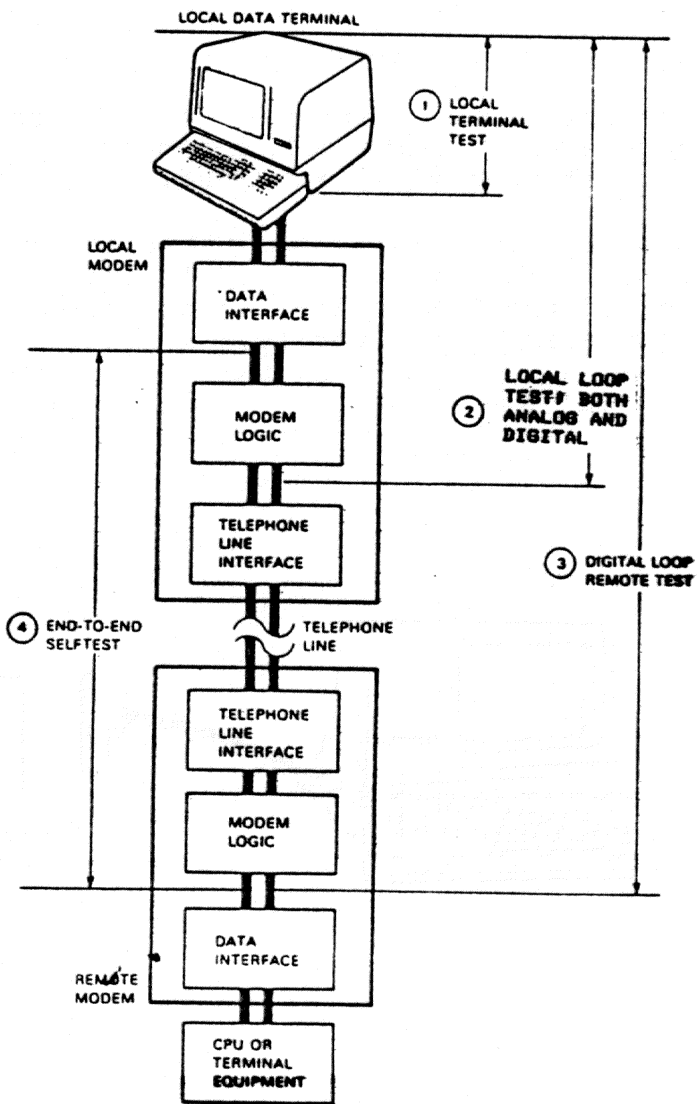 LOCAL DATA TERMINAL
1 LOCAL
TERMINAL
TEST
LOCAL
MODEM
DATA
INTERFACE
MODEM
LOGIC
2 LOCAL LOOP
TEST; BOTH
ANALOG AND
DIGITAL
TELEPHONE
LINE
INTERFACE
3 DIGITAL LOOP
REMOTE TEST
4 END-TO-END
SELFTEST
TELEPHONE
LINE
TELEPHONE
LINE
INTERFACE
MODEM
LOGIC
DATA
INTERFACE
REMOTE
MODEM
CPU OR
TERMINAL
EQUIPMENT